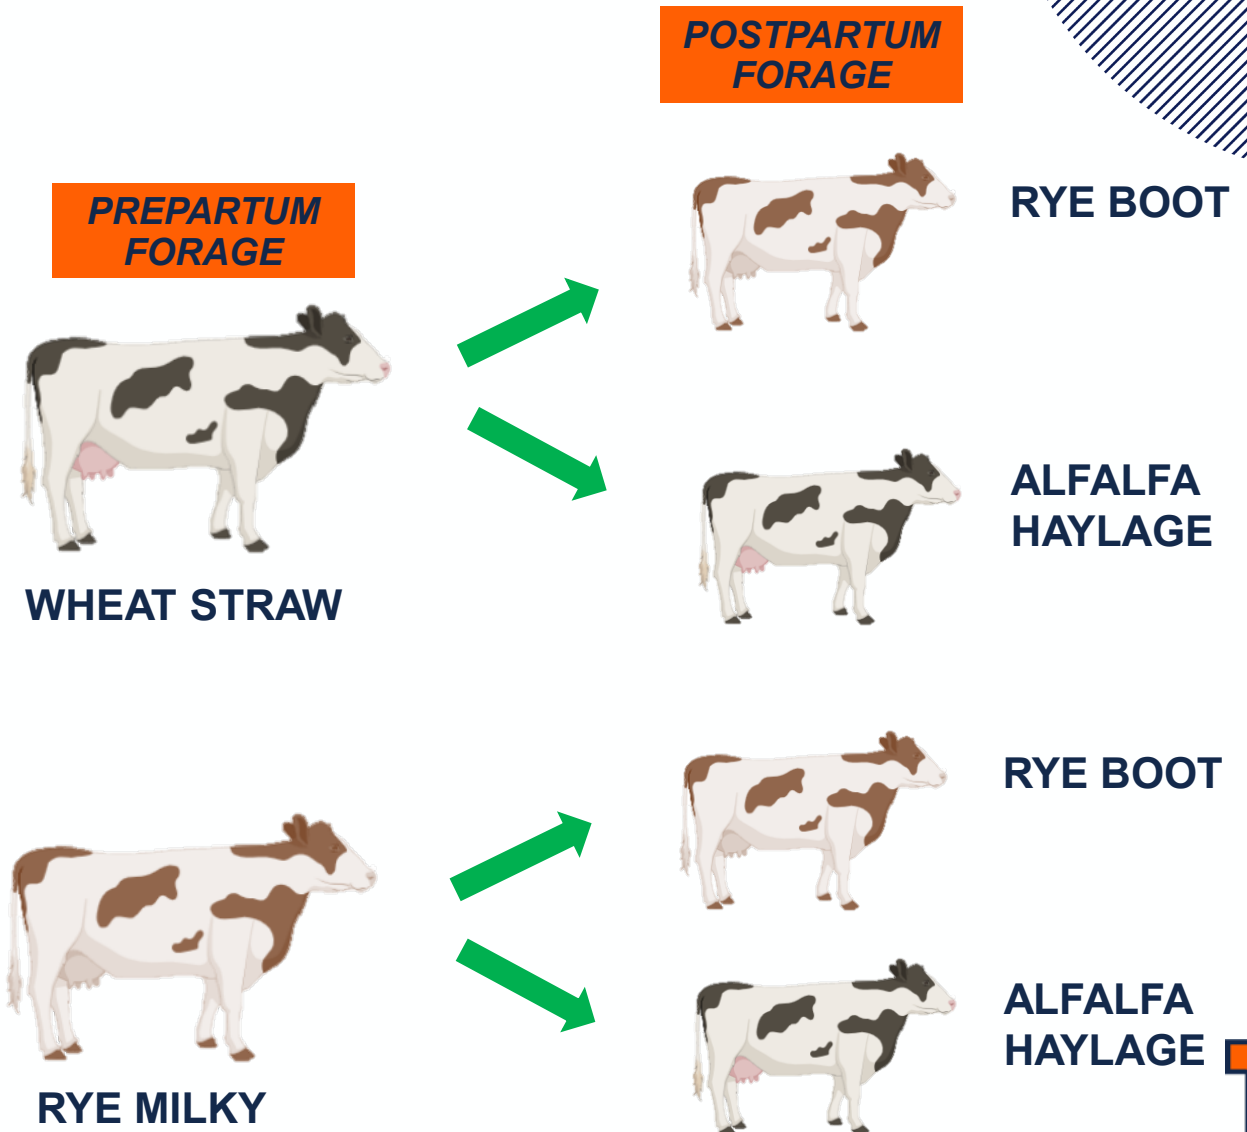 POSTPARTUM
FORAGE
PREPARTUM
FORAGE
RYE BOOT
ALFALFA
HAYLAGE
WHEAT STRAW
RYE BOOT
ALFALFA
HAYLAGE
RYE MILKY